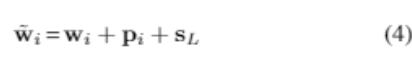 w̃ᵢ = wᵢ + pᵢ + s_L (4)